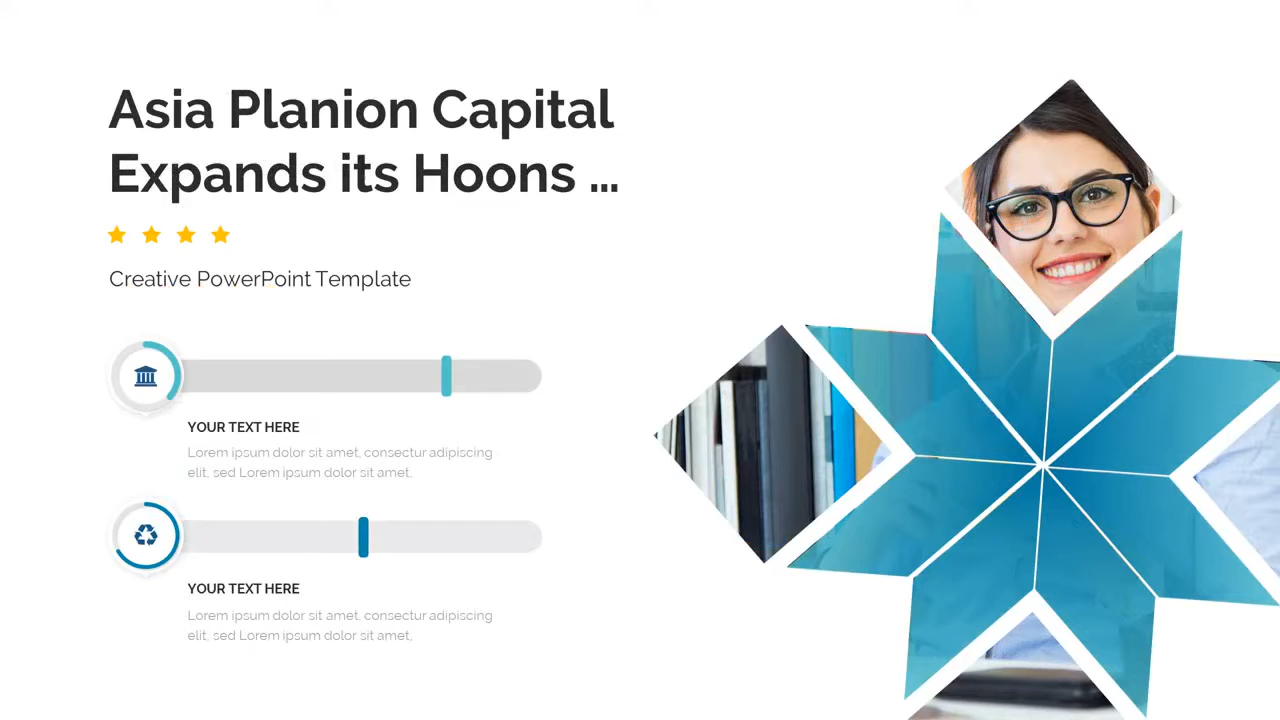 Asia Planion Capital
Expands its Hoons ...
Creative PowerPoint Template
YOUR TEXT HERE
Lorem ipsum dolor sit amet, consectur adipiscing
elit, sed Lorem ipsum dolor sit amet,
YOUR TEXT HERE
Lorem ipsum dolor sit amet, consectur adipiscing
elit, sed Lorem ipsum dolor sit amet,